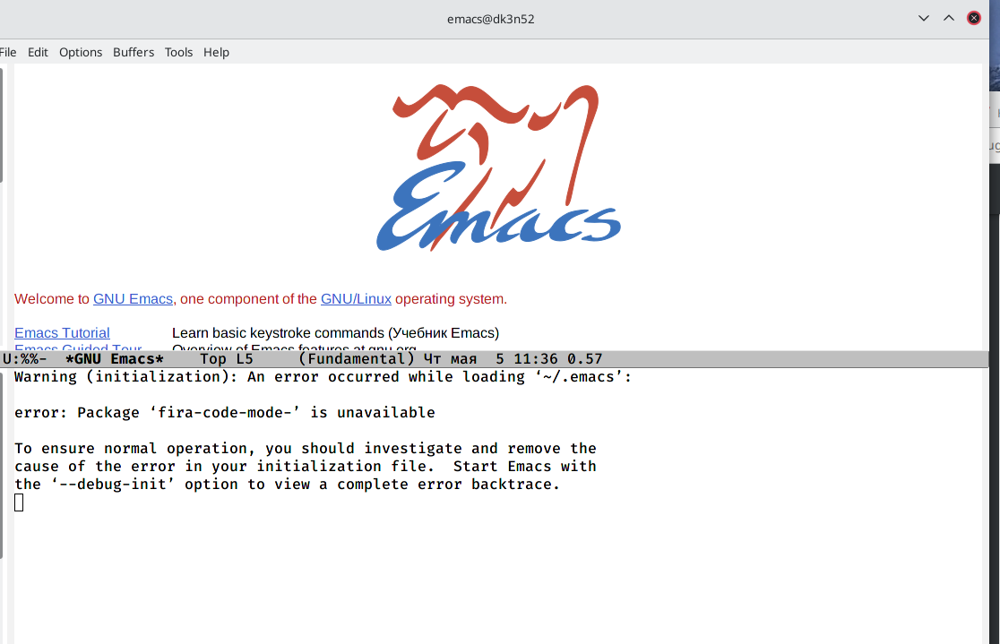 emacs@dk3n52
File Edit Options Buffers Tools Help
Emacs
Welcome to GNU Emacs, one component of the GNU/Linux operating system.
Emacs Tutorial Learn basic keystroke commands (Учебник Emacs)
Emacs Guided Tour Overview of Emacs features at gnu.org
U:%%- *GNU Emacs* Top L5 (Fundamental) Чт мая 5 11:36 0.57
Warning (initialization): An error occurred while loading ‘~/.emacs’:
error: Package ‘fira-code-mode-’ is unavailable
To ensure normal operation, you should investigate and remove the
cause of the error in your initialization file. Start Emacs with
the ‘--debug-init’ option to view a complete error backtrace.